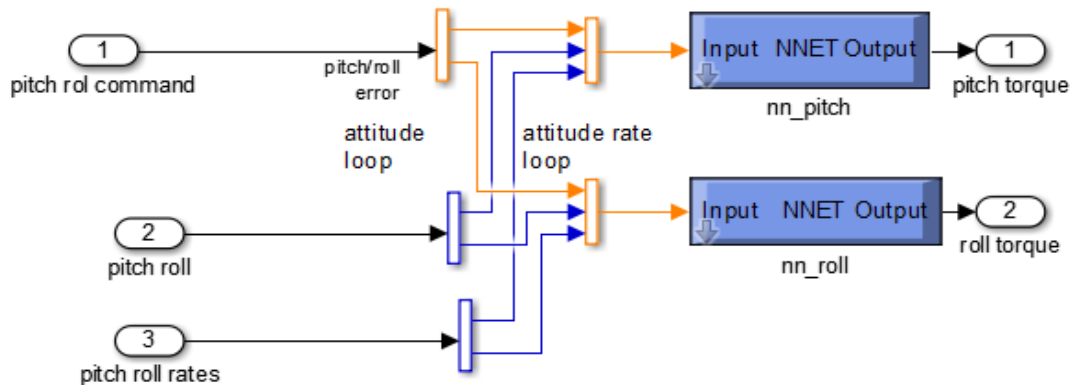 1
pitch rol command
pitch/roll
error
attitude
loop
attitude rate
loop
Input NNET Output
nn_pitch
1
pitch torque
2
pitch roll
Input NNET Output
nn_roll
2
roll torque
3
pitch roll rates